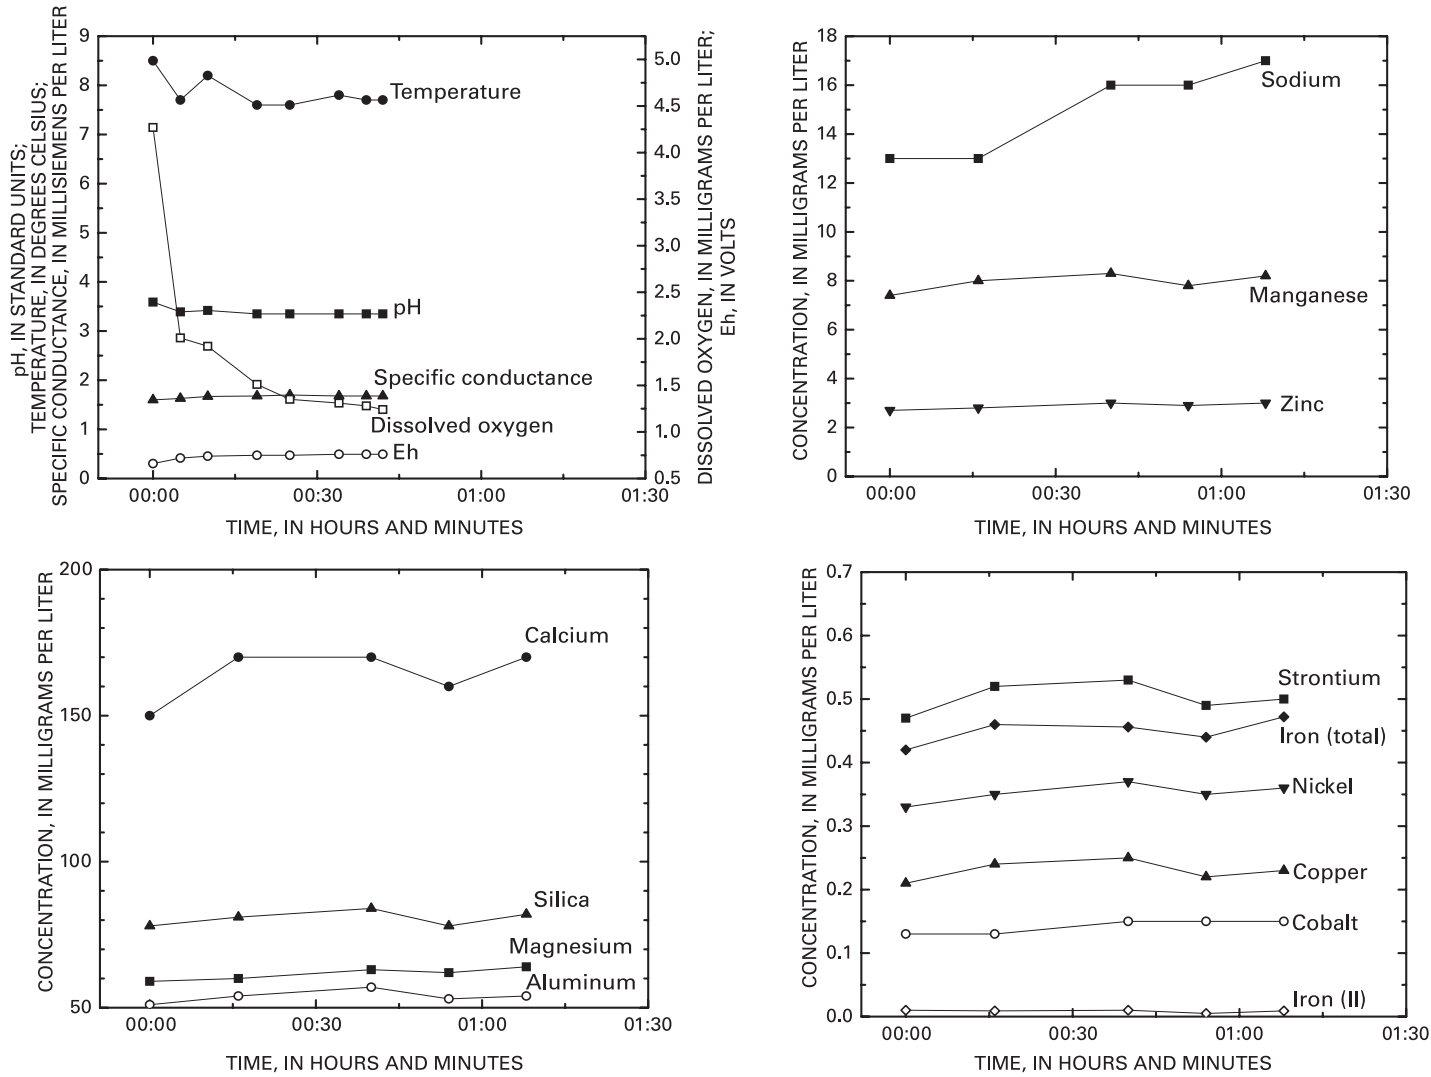 pH, IN STANDARD UNITS;
TEMPERATURE, IN DEGREES CELSIUS;
SPECIFIC CONDUCTANCE, IN MILLISIEMENS PER LITER
9
8
7
6
5
4
3
2
1
0
Temperature
pH
Specific conductance
Dissolved oxygen
Eh
5.0
4.5
4.0
3.5
3.0
2.5
2.0
1.5
1.0
0.5
DISSOLVED OXYGEN, IN MILLIGRAMS PER LITER;
Eh, IN VOLTS
00:00 00:30 01:00 01:30
TIME, IN HOURS AND MINUTES
CONCENTRATION, IN MILLIGRAMS PER LITER
18
16
14
12
10
8
6
4
2
0
Sodium
Manganese
Zinc
00:00 00:30 01:00 01:30
TIME, IN HOURS AND MINUTES
CONCENTRATION, IN MILLIGRAMS PER LITER
200
150
100
50
Calcium
Silica
Magnesium
Aluminum
00:00 00:30 01:00 01:30
TIME, IN HOURS AND MINUTES
CONCENTRATION, IN MILLIGRAMS PER LITER
0.7
0.6
0.5
0.4
0.3
0.2
0.1
0.0
Strontium
Iron (total)
Nickel
Copper
Cobalt
Iron (II)
00:00 00:30 01:00 01:30
TIME, IN HOURS AND MINUTES